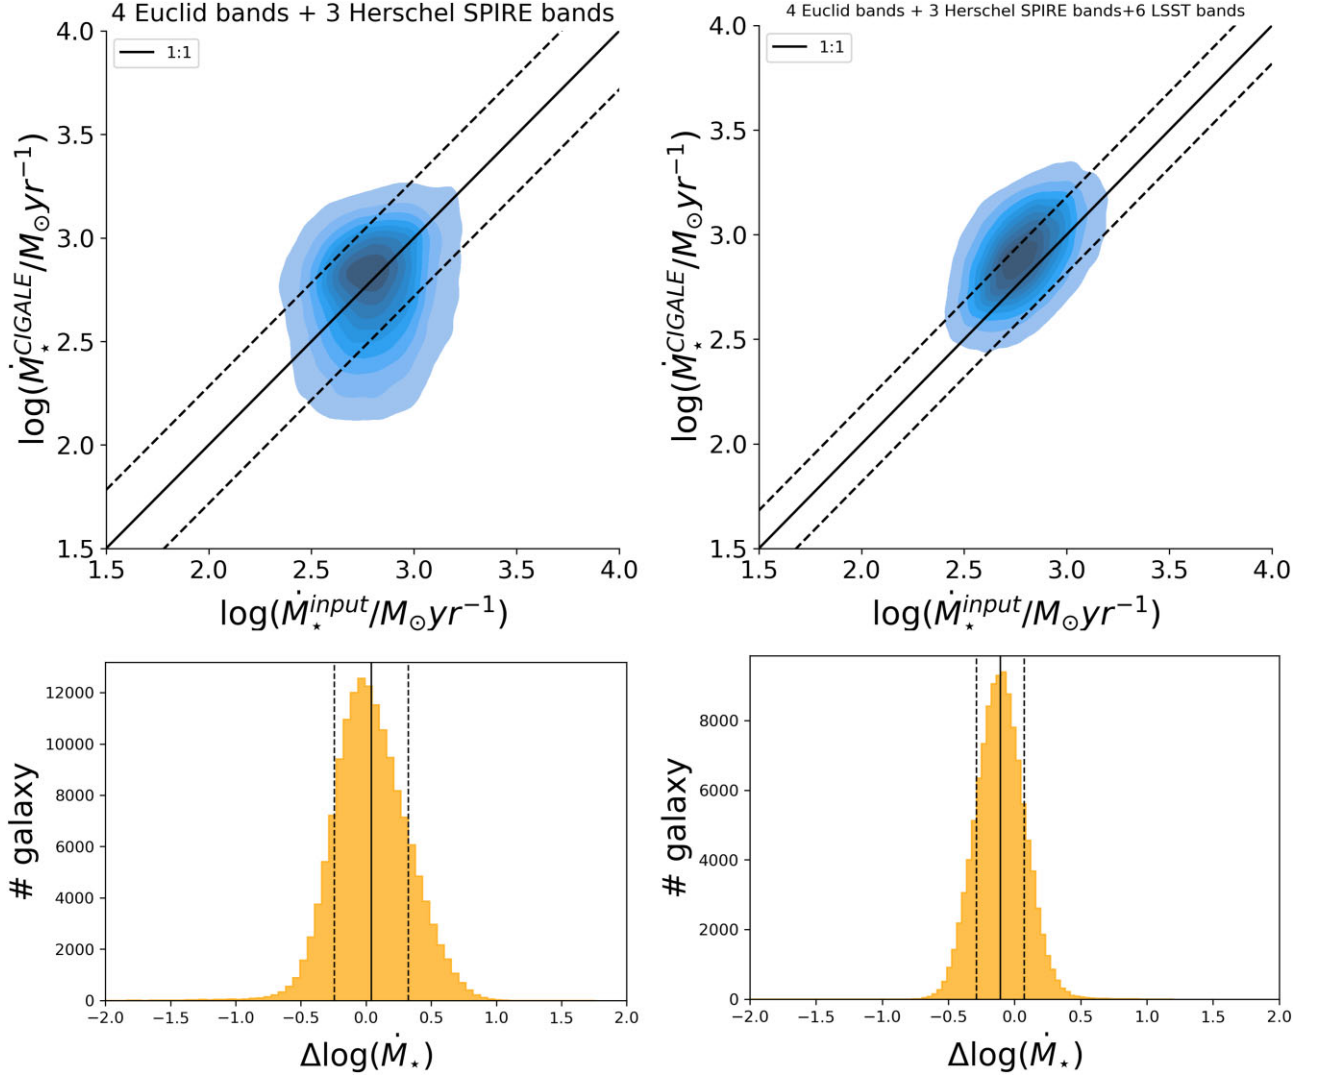 4 Euclid bands + 3 Herschel SPIRE bands
4.0
3.5
3.0
2.5
2.0
1.5
1:1
log(Ṁ⋆^CIGALE/M⊙yr⁻¹)
1.5 2.0 2.5 3.0 3.5 4.0
log(Ṁ⋆^input/M⊙yr⁻¹)
4 Euclid bands + 3 Herschel SPIRE bands+6 LSST bands
4.0
3.5
3.0
2.5
2.0
1.5
1:1
log(Ṁ⋆^CIGALE/M⊙yr⁻¹)
1.5 2.0 2.5 3.0 3.5 4.0
log(Ṁ⋆^input/M⊙yr⁻¹)
12000
10000
8000
6000
4000
2000
0
# galaxy
−2.0 −1.5 −1.0 −0.5 0.0 0.5 1.0 1.5 2.0
Δlog(Ṁ⋆)
8000
6000
4000
2000
0
# galaxy
−2.0 −1.5 −1.0 −0.5 0.0 0.5 1.0 1.5 2.0
Δlog(Ṁ⋆)